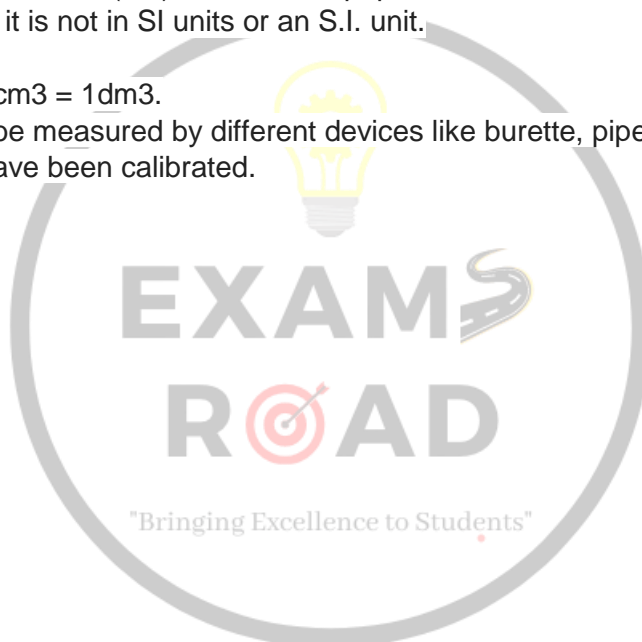 it is not in SI units or an S.I. unit.
cm3 = 1dm3.
be measured by different devices like burette, pipe
ave been calibrated.
EXAMS
ROAD
"Bringing Excellence to Students"